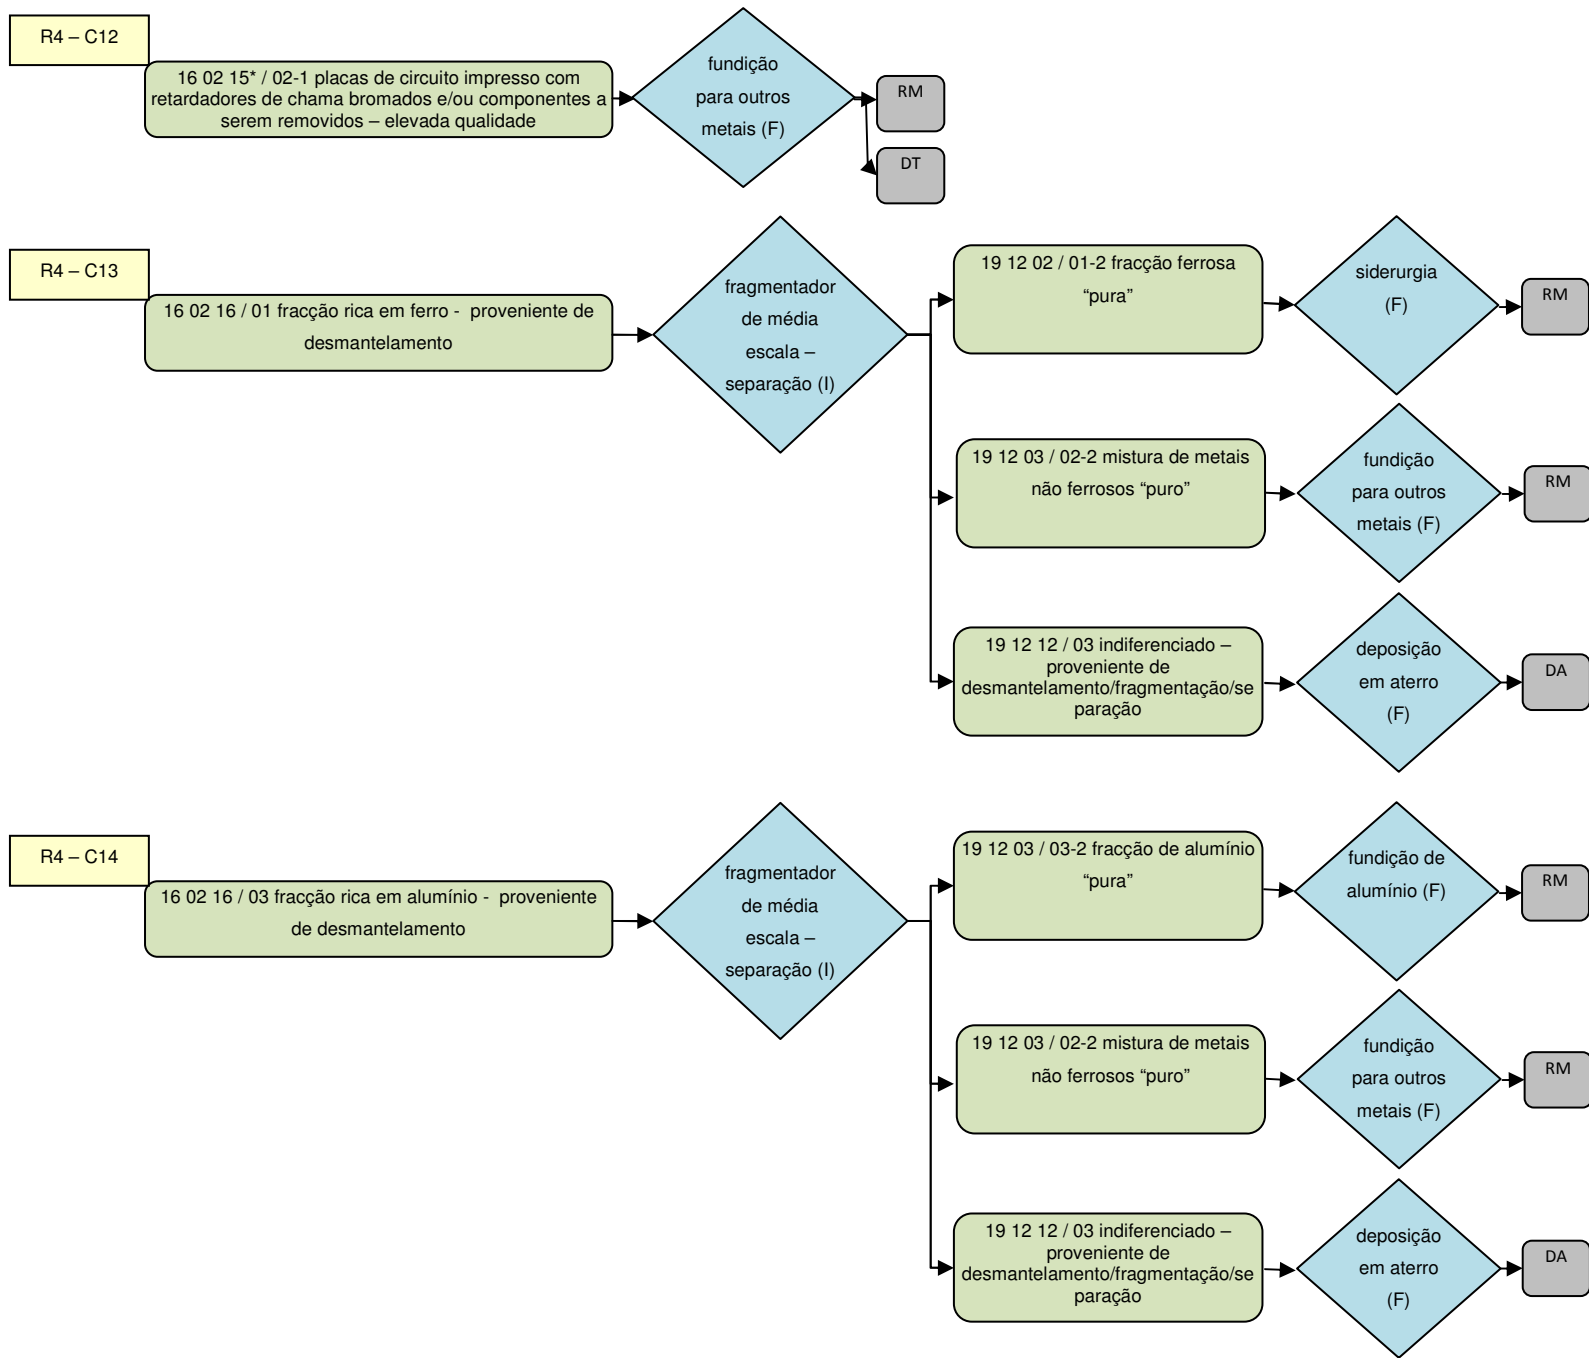 R4 – C12
16 02 15* / 02-1 placas de circuito impresso com
retardadores de chama bromados e/ou componentes a
serem removidos – elevada qualidade
fundição
para outros
metais (F)
RM
DT
R4 – C13
16 02 16 / 01 fracção rica em ferro - proveniente de
desmantelamento
fragmentador
de média
escala –
separação (I)
19 12 02 / 01-2 fracção ferrosa
“pura”
siderurgia
(F)
RM
19 12 03 / 02-2 mistura de metais
não ferrosos “puro”
fundição
para outros
metais (F)
RM
19 12 12 / 03 indiferenciado –
proveniente de
desmantelamento/fragmentação/se
paração
deposição
em aterro
(F)
DA
R4 – C14
16 02 16 / 03 fracção rica em alumínio - proveniente
de desmantelamento
fragmentador
de média
escala –
separação (I)
19 12 03 / 03-2 fracção de alumínio
“pura”
fundição de
alumínio (F)
RM
19 12 03 / 02-2 mistura de metais
não ferrosos “puro”
fundição
para outros
metais (F)
RM
19 12 12 / 03 indiferenciado –
proveniente de
desmantelamento/fragmentação/se
paração
deposição
em aterro
(F)
DA